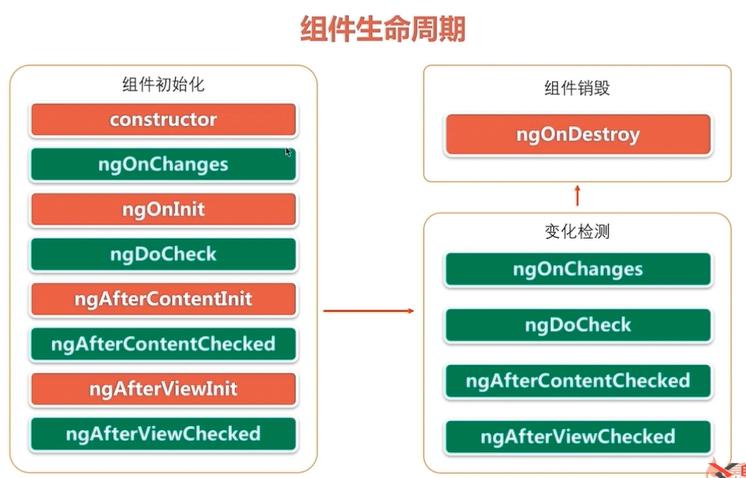 组件生命周期
组件初始化
constructor
ngOnChanges
ngOnInit
ngDoCheck
ngAfterContentInit
ngAfterContentChecked
ngAfterViewInit
ngAfterViewChecked
组件销毁
ngOnDestroy
变化检测
ngOnChanges
ngDoCheck
ngAfterContentChecked
ngAfterViewChecked